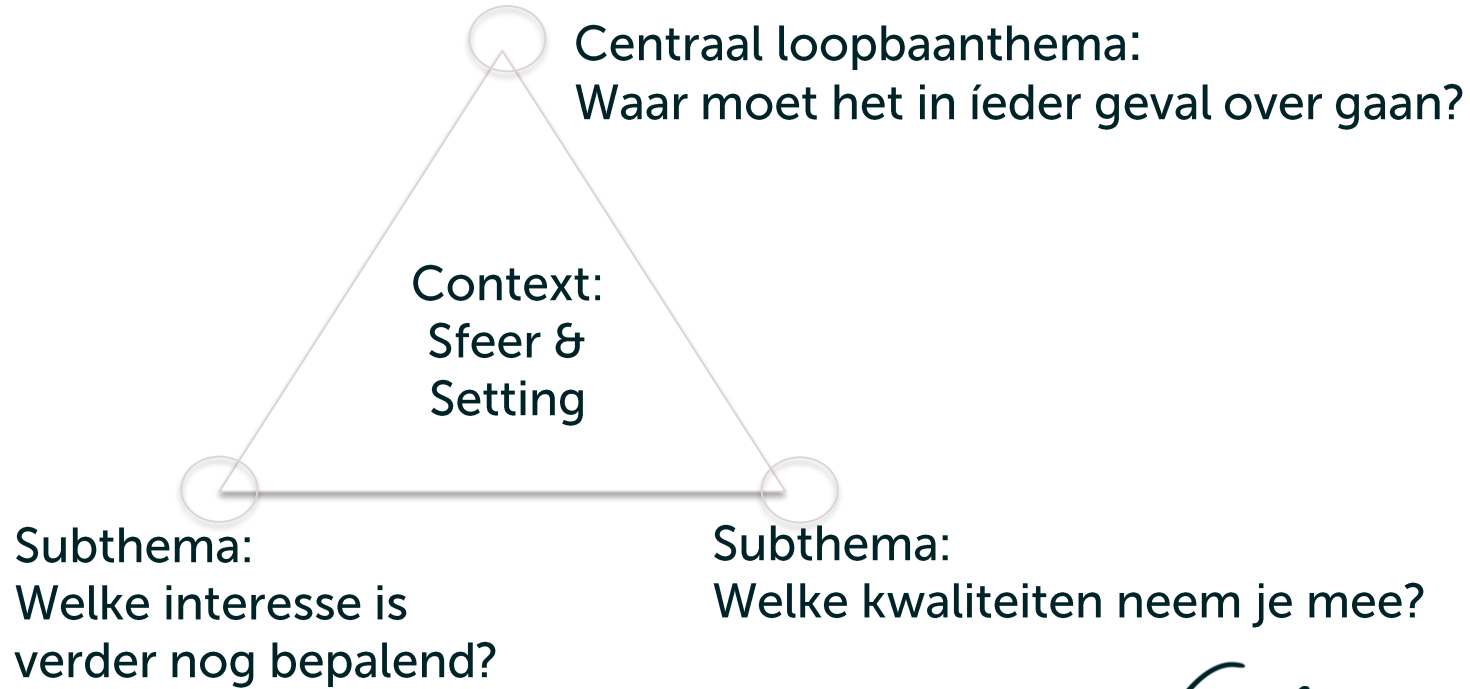 Centraal loopbaanthema:
Waar moet het in íeder geval over gaan?
Context:
Sfeer &
Setting
Subthema:
Welke interesse is
verder nog bepalend?
Subthema:
Welke kwaliteiten neem je mee?